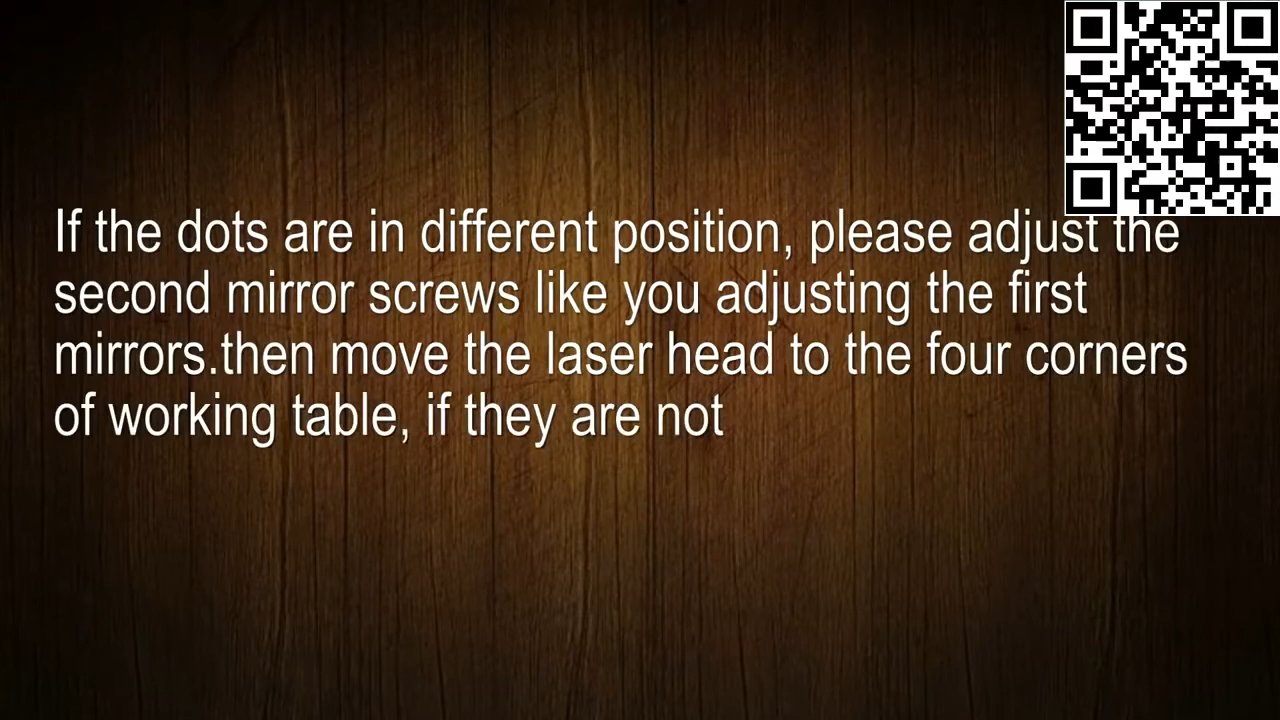 If the dots are in different position, please adjust the
second mirror screws like you adjusting the first
mirrors.then move the laser head to the four corners
of working table, if they are not